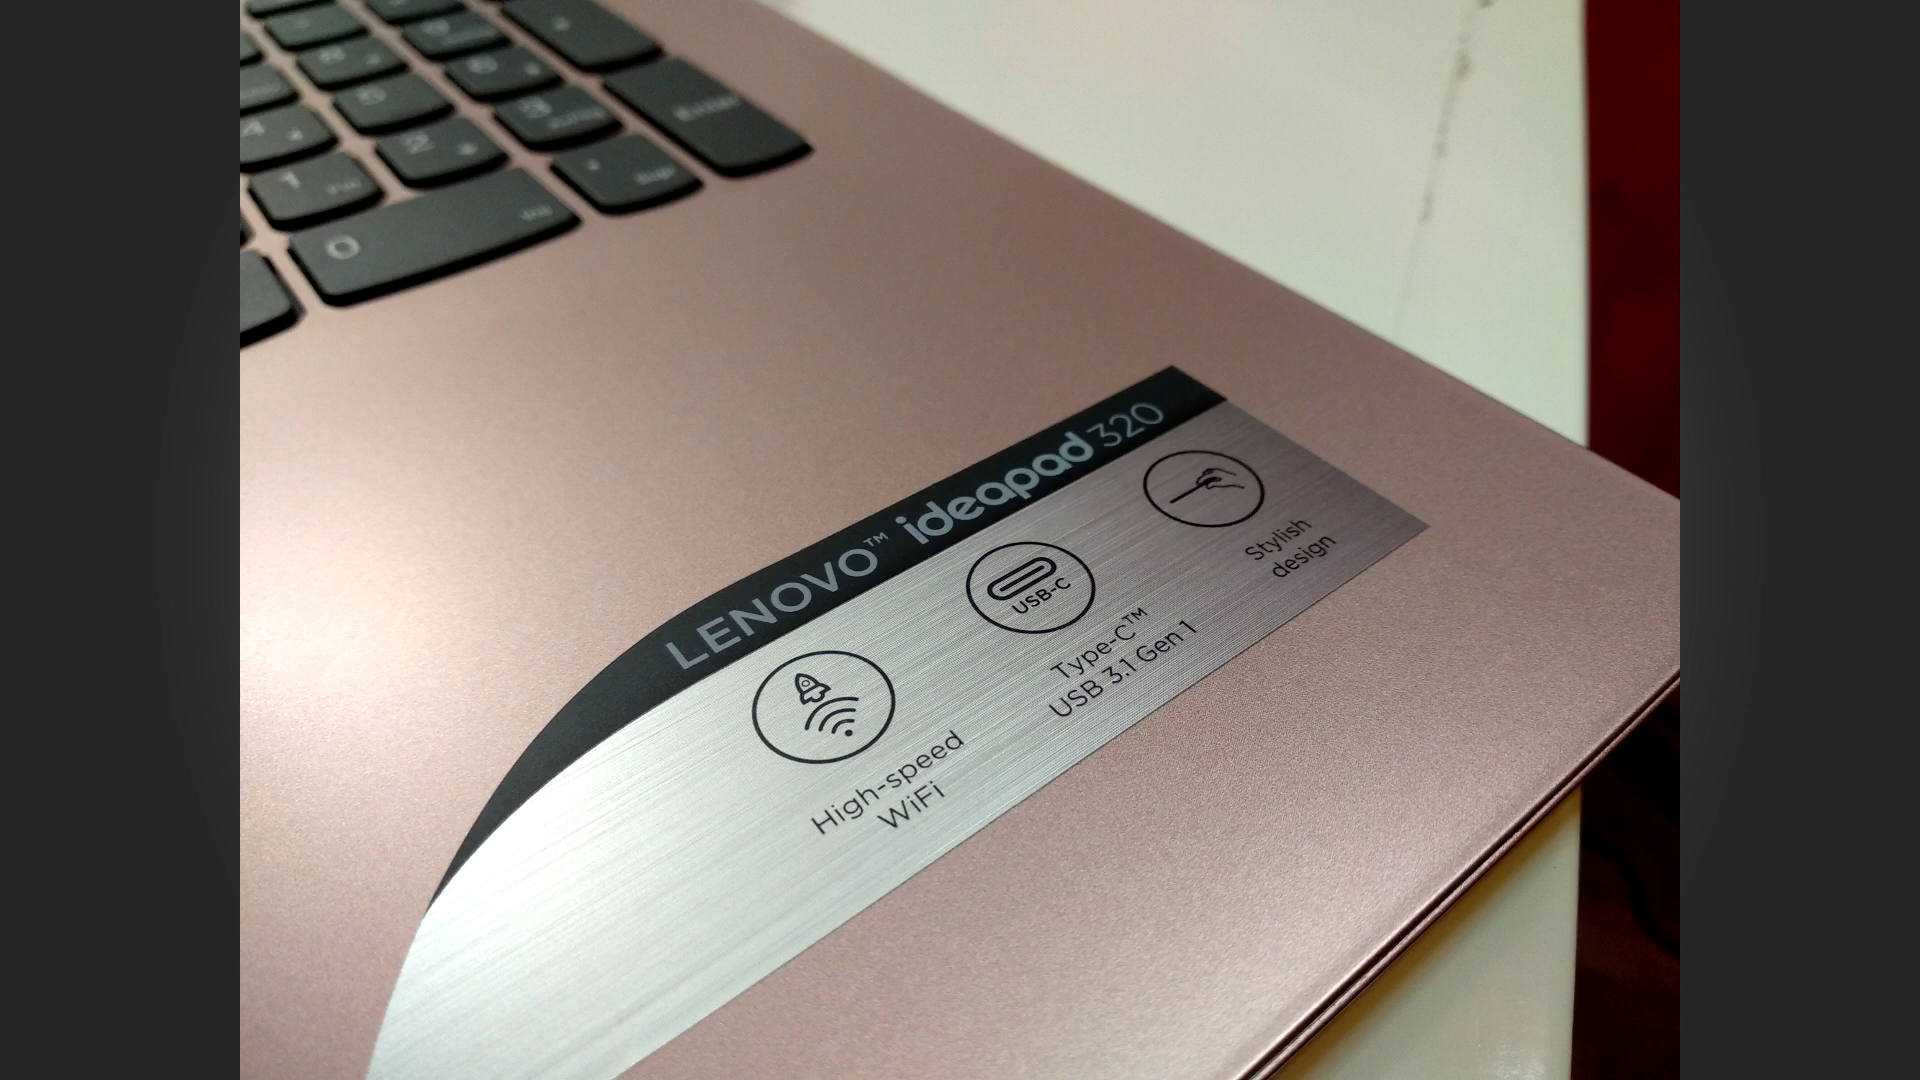 6
5
3
Enter
4
2
1
0
LENOVO™ ideapad 320
USB-C
High-speed
WiFi
Type-C™
USB 3.1 Gen 1
Stylish
design